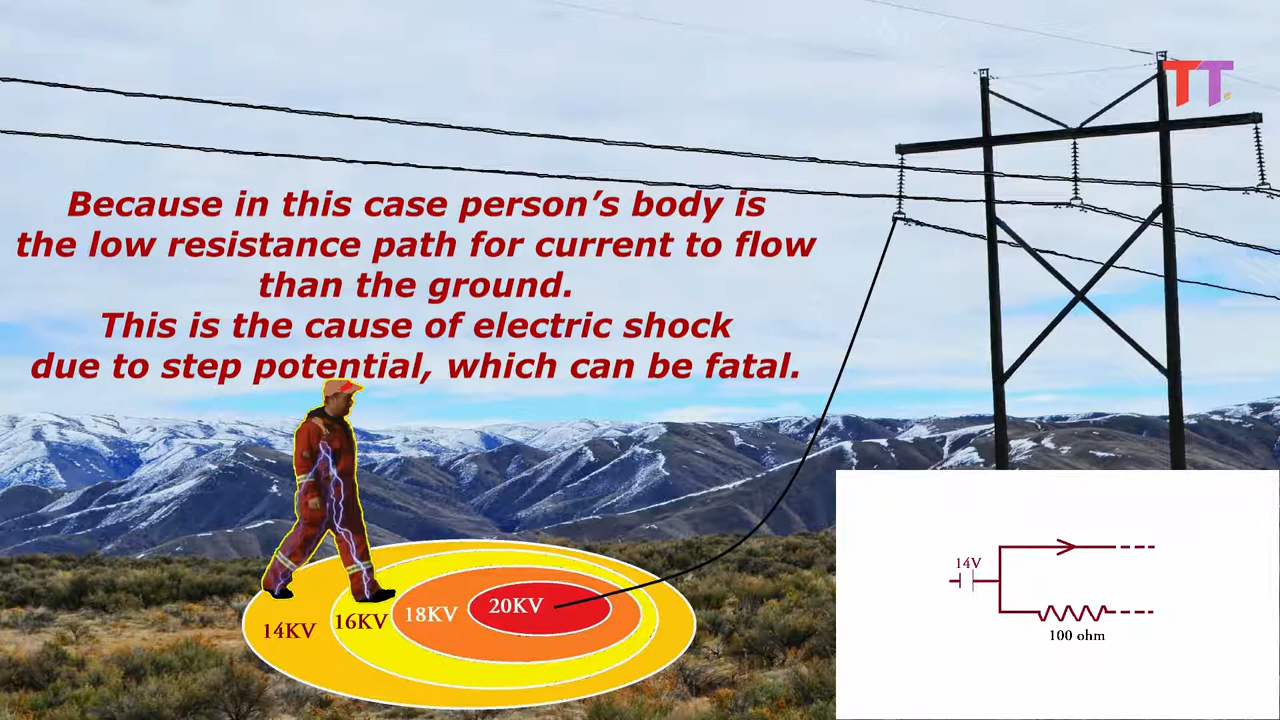 TT
Because in this case person’s body is
the low resistance path for current to flow
than the ground.
This is the cause of electric shock
due to step potential, which can be fatal.
14KV
16KV
18KV
20KV
14V
100 ohm